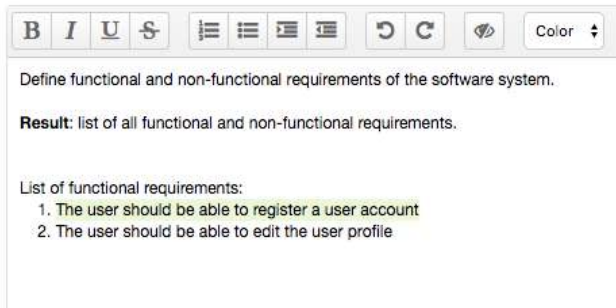 B I U S Color
Define functional and non-functional requirements of the software system.
Result: list of all functional and non-functional requirements.
List of functional requirements:
1. The user should be able to register a user account
2. The user should be able to edit the user profile